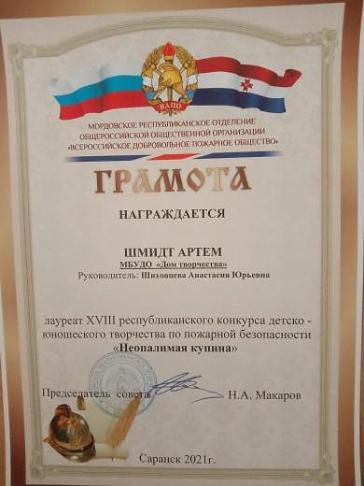 ВДПО
МОРДОВСКОЕ РЕСПУБЛИКАНСКОЕ ОТДЕЛЕНИЕ
ОБЩЕРОССИЙСКОЙ ОБЩЕСТВЕННОЙ ОРГАНИЗАЦИИ
«ВСЕРОССИЙСКОЕ ДОБРОВОЛЬНОЕ ПОЖАРНОЕ ОБЩЕСТВО»
ГРАМОТА
НАГРАЖДАЕТСЯ
ШМИДТ АРТЕМ
МБУДО «Дом творчества»
Руководитель: Шиховцева Анастасия Юрьевна
лауреат XVIII республиканского конкурса детско -
юношеского творчества по пожарной безопасности
«Неопалимая купина»
Председатель совета Н.А. Макаров
Саранск 2021г.